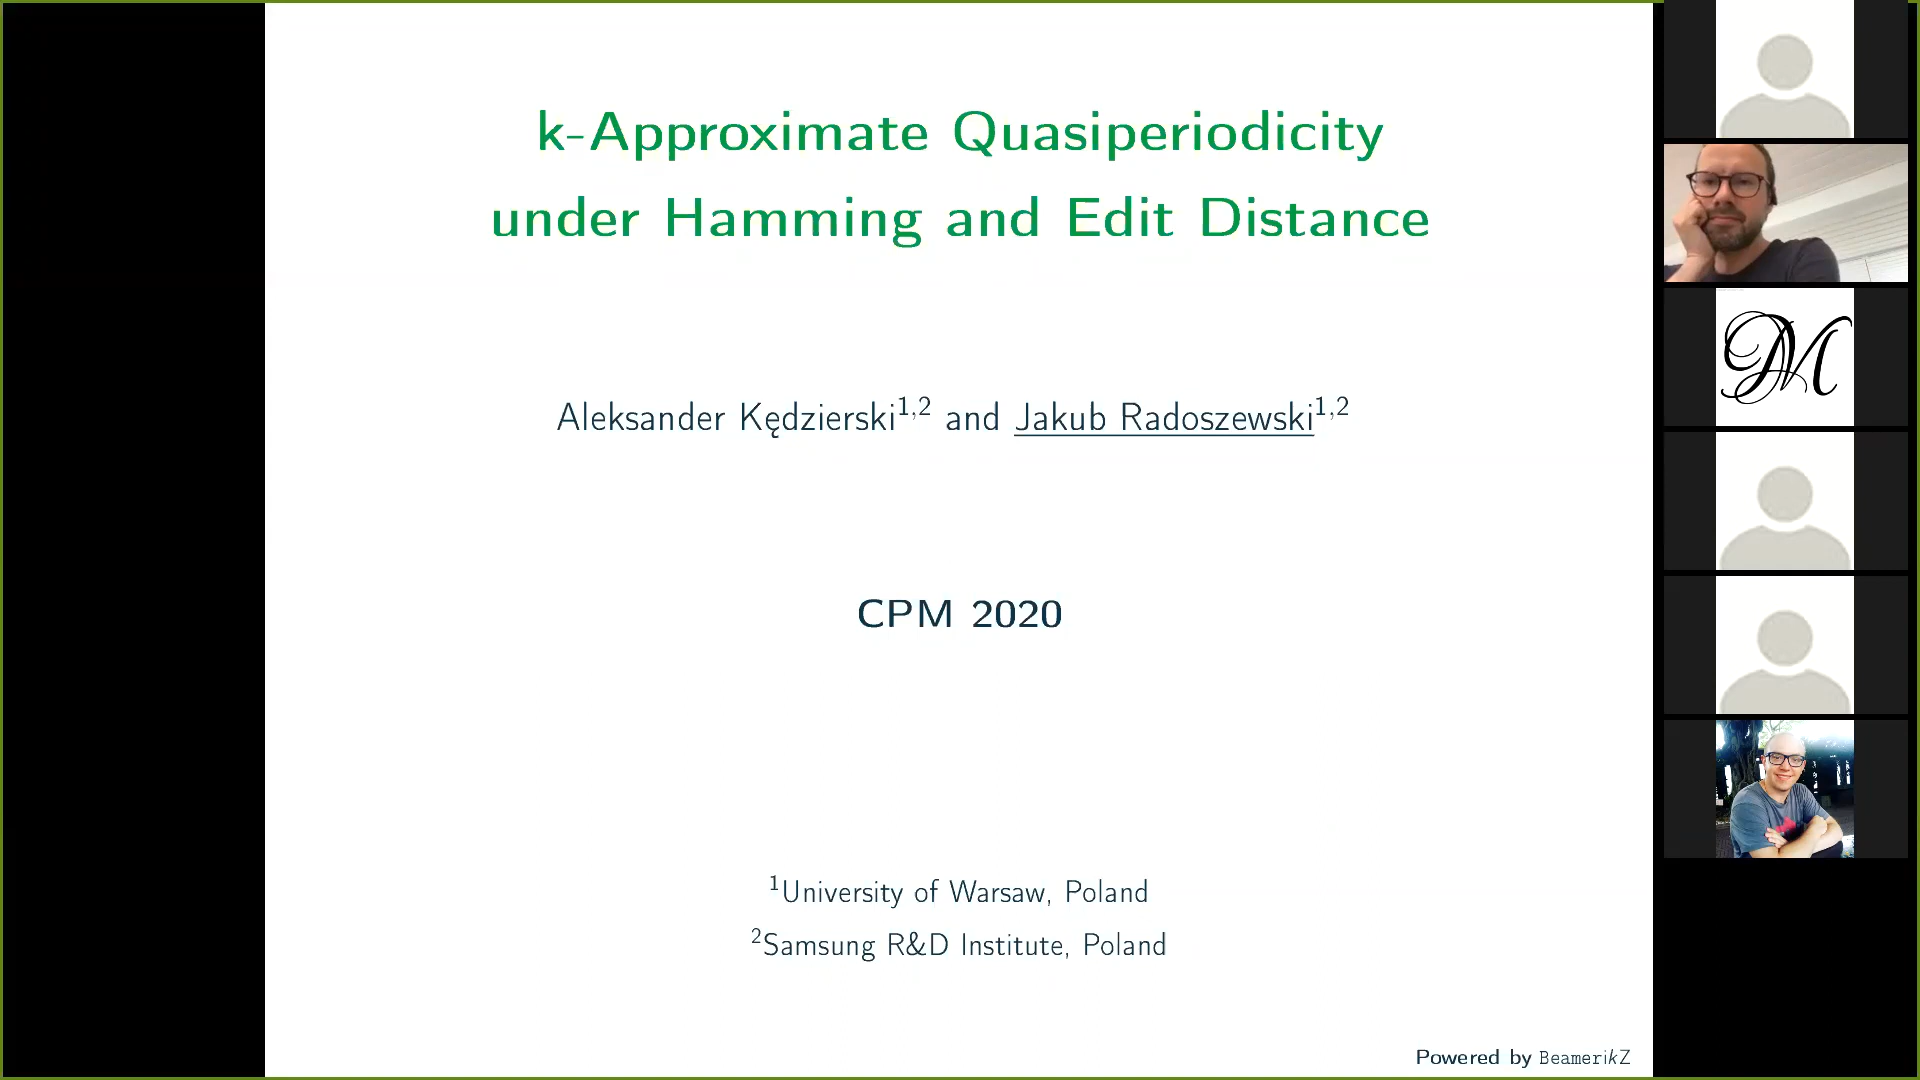 k-Approximate Quasiperiodicity
under Hamming and Edit Distance
Aleksander Kędzierski1,2 and Jakub Radoszewski1,2
CPM 2020
1University of Warsaw, Poland
2Samsung R&D Institute, Poland
Powered by BeamerikZ